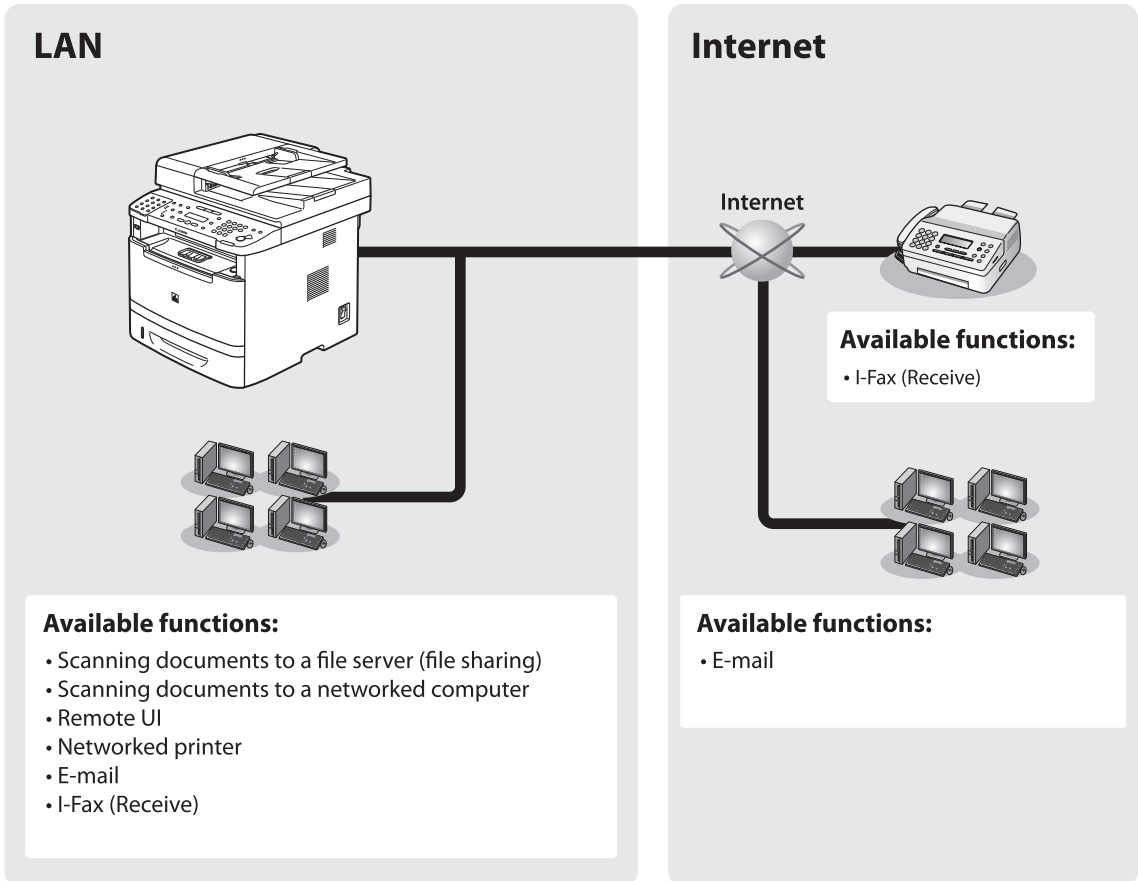 LAN
Available functions:
• Scanning documents to a file server (file sharing)
• Scanning documents to a networked computer
• Remote UI
• Networked printer
• E-mail
• I-Fax (Receive)
Internet
Internet
Available functions:
• I-Fax (Receive)
Available functions:
• E-mail